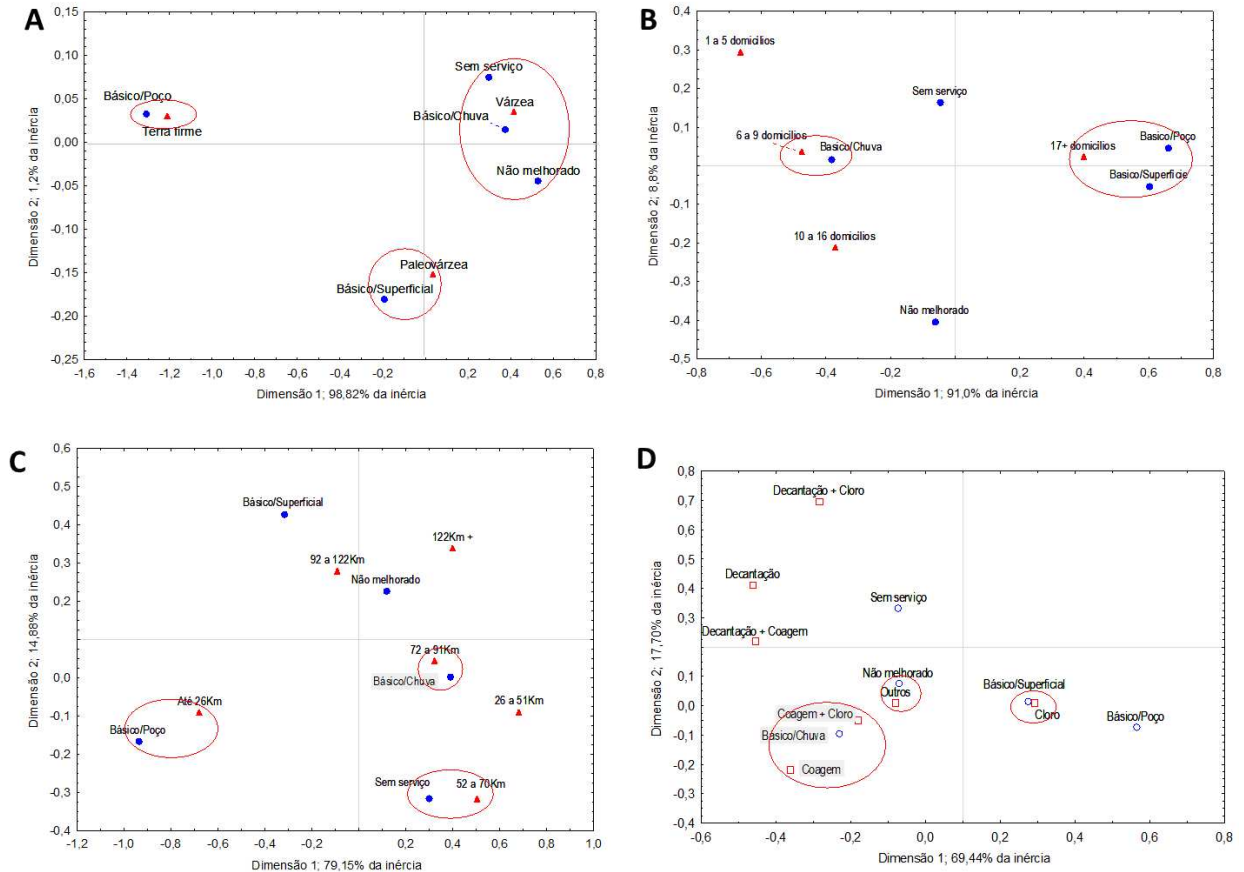 A
Dimensão 2; 1,2% da inércia
0,15
0,10
0,05
0,00
-0,05
-0,10
-0,15
-0,20
-0,25
Básico/Poço
Terra firme
Sem serviço
Várzea
Básico/Chuva
Não melhorado
Paleovárzea
Básico/Superficial
-1,6 -1,4 -1,2 -1,0 -0,8 -0,6 -0,4 -0,2 0,0 0,2 0,4 0,6 0,8
Dimensão 1; 98,82% da inércia
B
Dimensão 2; 8,8% da inércia
0,4
0,3
0,2
0,1
0,0
-0,1
-0,2
-0,3
-0,4
-0,5
1 a 5 domicílios
Sem serviço
6 a 9 domicílios
Basico/Chuva
17+ domicílios
Basico/Poço
Basico/Superficie
10 a 16 domicílios
Não melhorado
-0,8 -0,6 -0,4 -0,2 0,0 0,2 0,4 0,6 0,8
Dimensão 1; 91,0% da inércia
C
Dimensão 2; 14,88% da inércia
0,6
0,5
0,4
0,3
0,2
0,1
0,0
-0,1
-0,2
-0,3
-0,4
Básico/Superficial
122Km +
92 a 122Km
Não melhorado
72 a 91Km
Básico/Chuva
Até 26Km
26 a 51Km
Básico/Poço
Sem serviço
52 a 70Km
-1,2 -1,0 -0,8 -0,6 -0,4 -0,2 0,0 0,2 0,4 0,6 0,8 1,0
Dimensão 1; 79,15% da inércia
D
Dimensão 2; 17,70% da inércia
0,8
0,7
0,6
0,5
0,4
0,3
0,2
0,1
0,0
-0,1
-0,2
-0,3
-0,4
Decantação + Cloro
Decantação
Sem serviço
Decantação + Coagem
Não melhorado
Outros
Básico/Superficial
Cloro
Básico/Poço
Coagem + Cloro
Básico/Chuva
Coagem
-0,6 -0,4 -0,2 0,0 0,2 0,4 0,6 0,8
Dimensão 1; 69,44% da inércia